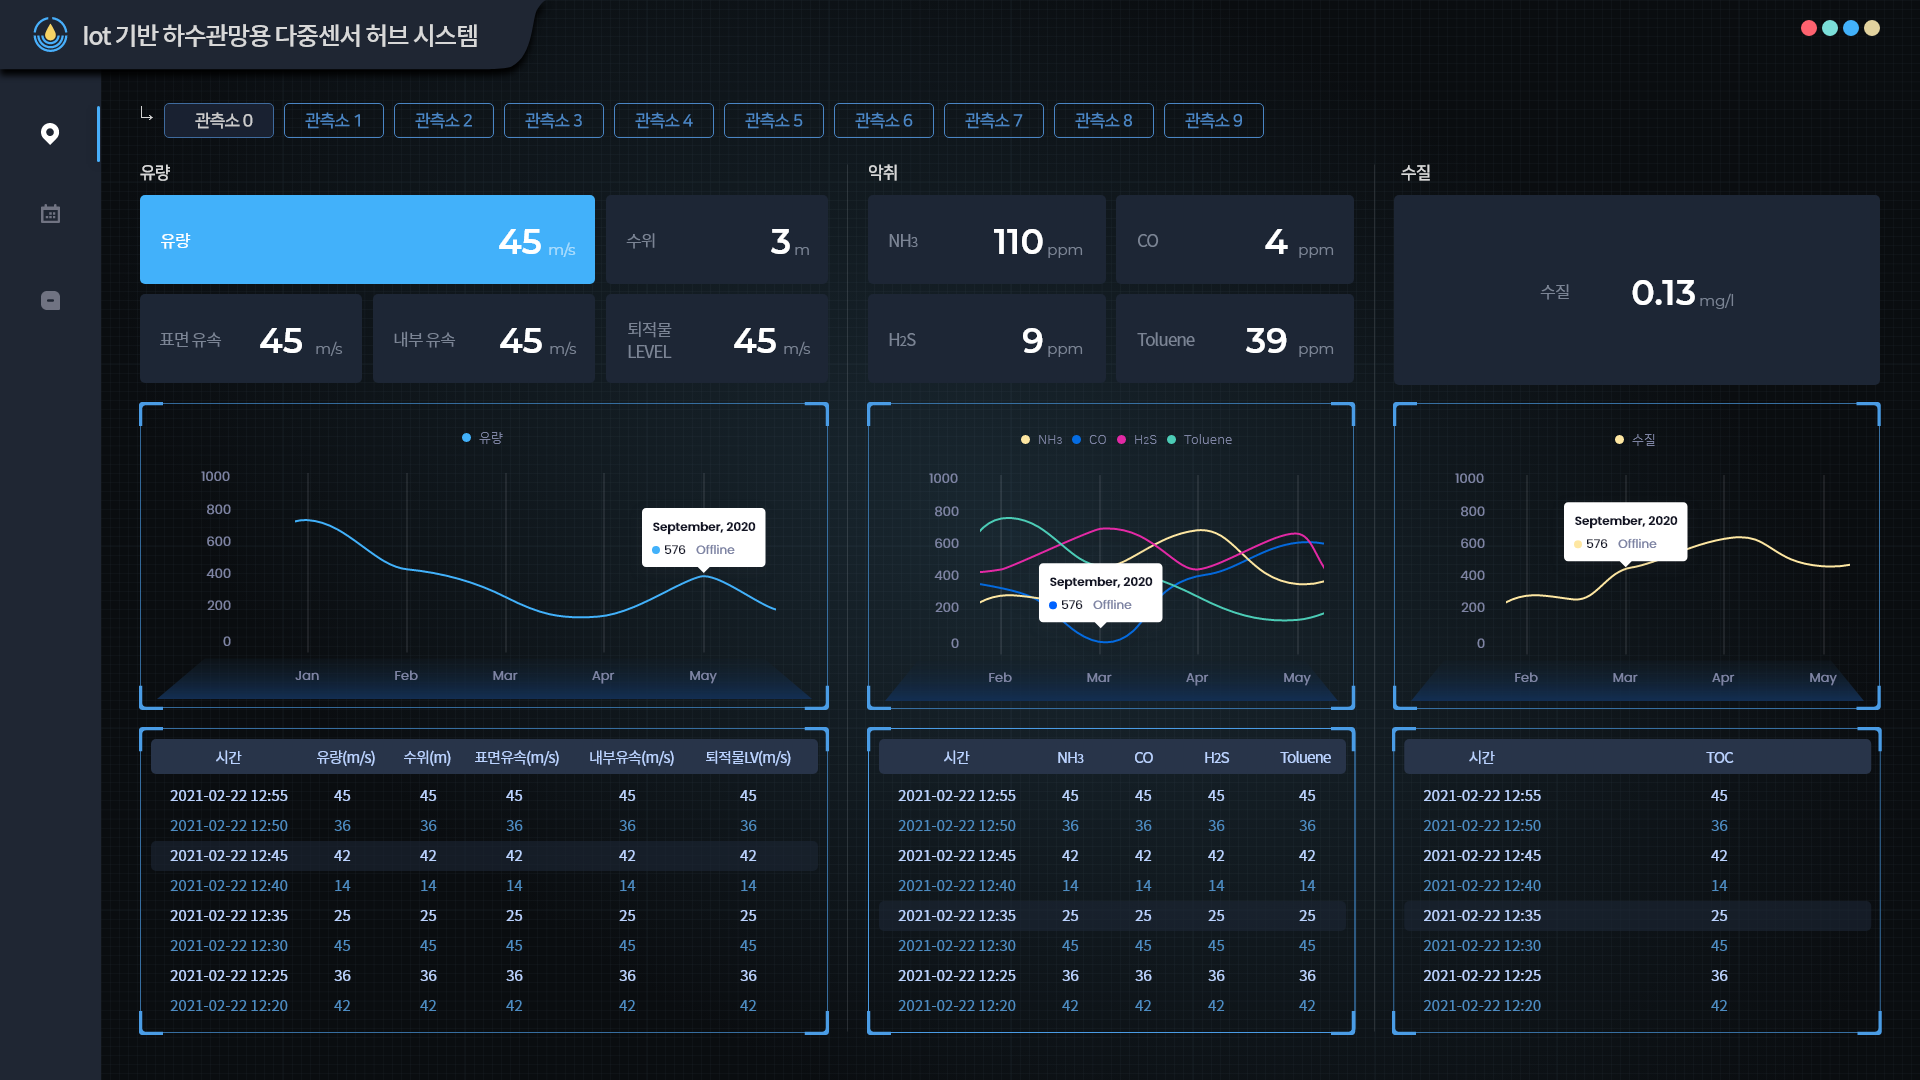 Iot 기반 하수관망용 다중센서 허브 시스템
관측소 0 관측소 1 관측소 2 관측소 3 관측소 4 관측소 5 관측소 6 관측소 7 관측소 8 관측소 9
유량
유량 45 m/s
수위 3 m
표면 유속 45 m/s
내부 유속 45 m/s
퇴적물
LEVEL 45 m/s
악취
NH3 110 ppm
CO 4 ppm
H2S 9 ppm
Toluene 39 ppm
수질
수질 0.13 mg/l
유량
1000
800
600
400
200
0
Jan Feb Mar Apr May
September, 2020
576 Offline
NH3 CO H2S Toluene
1000
800
600
400
200
0
Feb Mar Apr May
September, 2020
576 Offline
수질
1000
800
600
400
200
0
Feb Mar Apr May
September, 2020
576 Offline
시간 유량(m/s) 수위(m) 표면유속(m/s) 내부유속(m/s) 퇴적물LV(m/s)
2021-02-22 12:55 45 45 45 45 45
2021-02-22 12:50 36 36 36 36 36
2021-02-22 12:45 42 42 42 42 42
2021-02-22 12:40 14 14 14 14 14
2021-02-22 12:35 25 25 25 25 25
2021-02-22 12:30 45 45 45 45 45
2021-02-22 12:25 36 36 36 36 36
2021-02-22 12:20 42 42 42 42 42
시간 NH3 CO H2S Toluene
2021-02-22 12:55 45 45 45 45
2021-02-22 12:50 36 36 36 36
2021-02-22 12:45 42 42 42 42
2021-02-22 12:40 14 14 14 14
2021-02-22 12:35 25 25 25 25
2021-02-22 12:30 45 45 45 45
2021-02-22 12:25 36 36 36 36
2021-02-22 12:20 42 42 42 42
시간 TOC
2021-02-22 12:55 45
2021-02-22 12:50 36
2021-02-22 12:45 42
2021-02-22 12:40 14
2021-02-22 12:35 25
2021-02-22 12:30 45
2021-02-22 12:25 36
2021-02-22 12:20 42